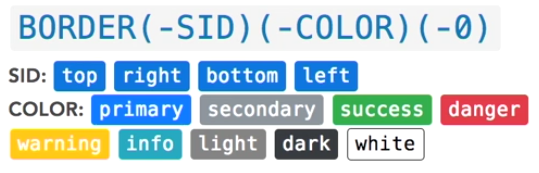 BORDER(-SID)(-COLOR)(-0)
SID: top right bottom left
COLOR: primary secondary success danger
warning info light dark white